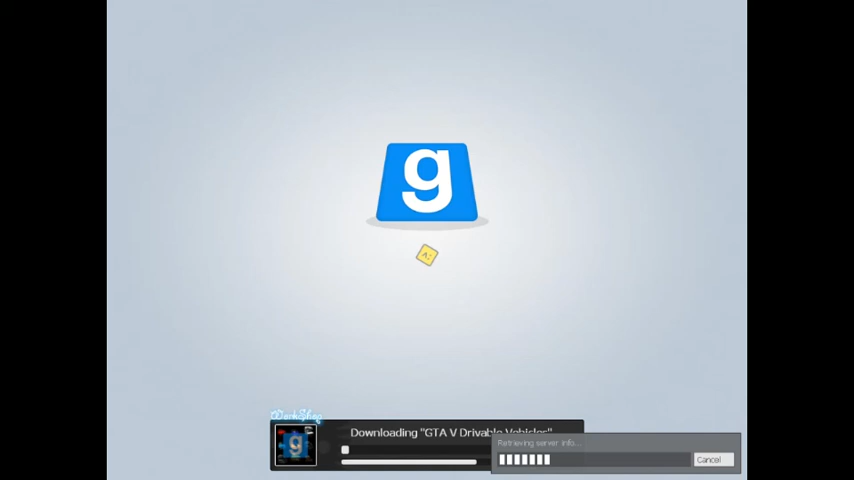 g
WorkShop
Downloading "GTA V Drivable Vehicles"
Retrieving server info...
Cancel